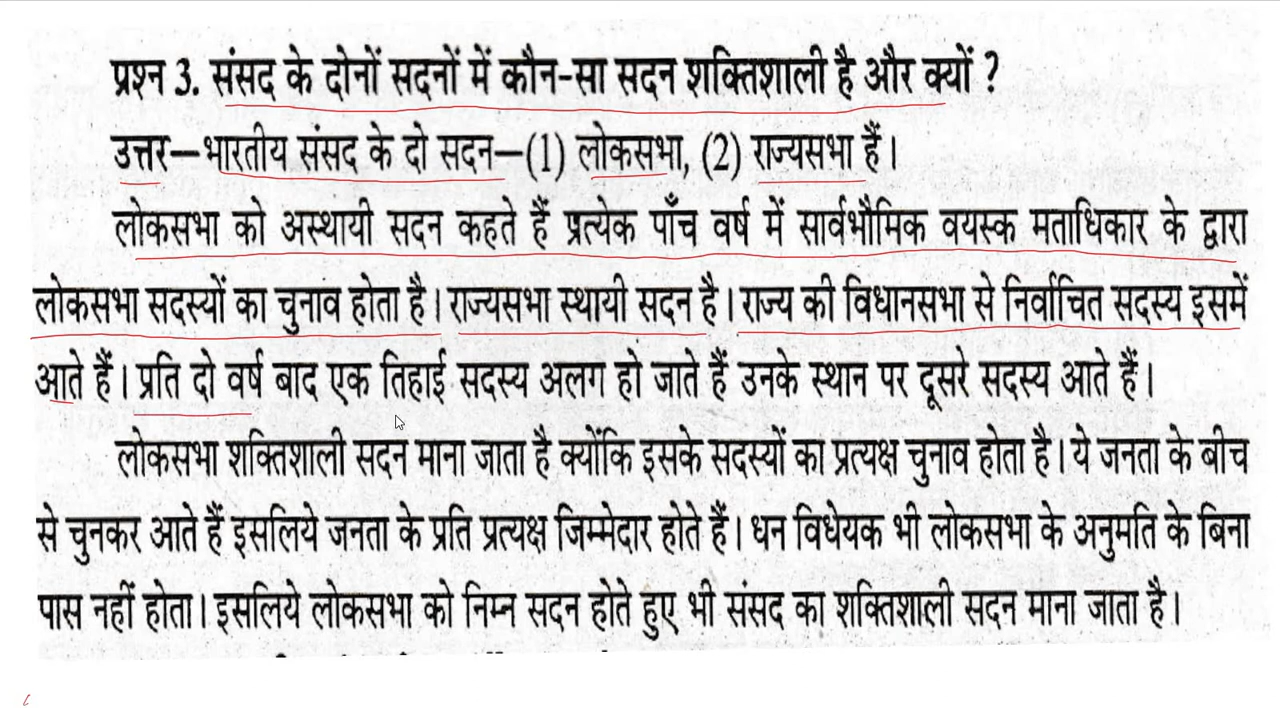 प्रश्न 3. संसद के दोनों सदनों में कौन-सा सदन शक्तिशाली है और क्यों ?
उत्तर—भारतीय संसद के दो सदन—(1) लोकसभा, (2) राज्यसभा हैं।
लोकसभा को अस्थायी सदन कहते हैं प्रत्येक पाँच वर्ष में सार्वभौमिक वयस्क मताधिकार के द्वारा
लोकसभा सदस्यों का चुनाव होता है। राज्यसभा स्थायी सदन है। राज्य की विधानसभा से निर्वाचित सदस्य इसमें
आते हैं। प्रति दो वर्ष बाद एक तिहाई सदस्य अलग हो जाते हैं उनके स्थान पर दूसरे सदस्य आते हैं।
लोकसभा शक्तिशाली सदन माना जाता है क्योंकि इसके सदस्यों का प्रत्यक्ष चुनाव होता है। ये जनता के बीच
से चुनकर आते हैं इसलिये जनता के प्रति प्रत्यक्ष जिम्मेदार होते हैं। धन विधेयक भी लोकसभा के अनुमति के बिना
पास नहीं होता। इसलिये लोकसभा को निम्न सदन होते हुए भी संसद का शक्तिशाली सदन माना जाता है।